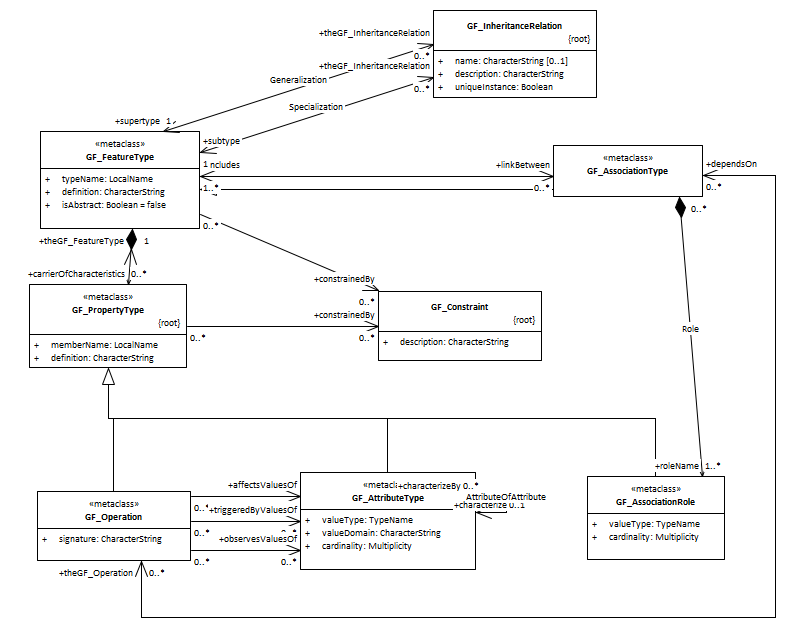 GF_InheritanceRelation
{root}
+ name: CharacterString [0..1]
+ description: CharacterString
+ uniqueInstance: Boolean
+theGF_InheritanceRelation
0..*
+theGF_InheritanceRelation
0..*
Generalization
Specialization
+supertype 1
+subtype
1
«metaclass»
GF_FeatureType
+ typeName: LocalName
+ definition: CharacterString
+ isAbstract: Boolean = false
ncludes
+linkBetween
1..*
0..*
«metaclass»
GF_AssociationType
+dependsOn
0..*
0..*
0..*
+theGF_FeatureType 1
+carrierOfCharacteristics 0..*
+constrainedBy
0..*
«metaclass»
GF_PropertyType
{root}
+ memberName: LocalName
+ definition: CharacterString
0..*
+constrainedBy
0..*
GF_Constraint
{root}
+ description: CharacterString
Role
+roleName 1..*
«metaclass»
GF_Operation
+ signature: CharacterString
+affectsValuesOf
0..*
+triggeredByValuesOf
0..*
0..*
+observesValuesOf
0..*
0..*
+theGF_Operation 0..*
«metacl
+characterizeBy 0..*
GF_AttributeType
+ valueType: TypeName
+ valueDomain: CharacterString
+ cardinality: Multiplicity
AttributeOfAttribute
+characterize 0..1
«metaclass»
GF_AssociationRole
+ valueType: TypeName
+ cardinality: Multiplicity